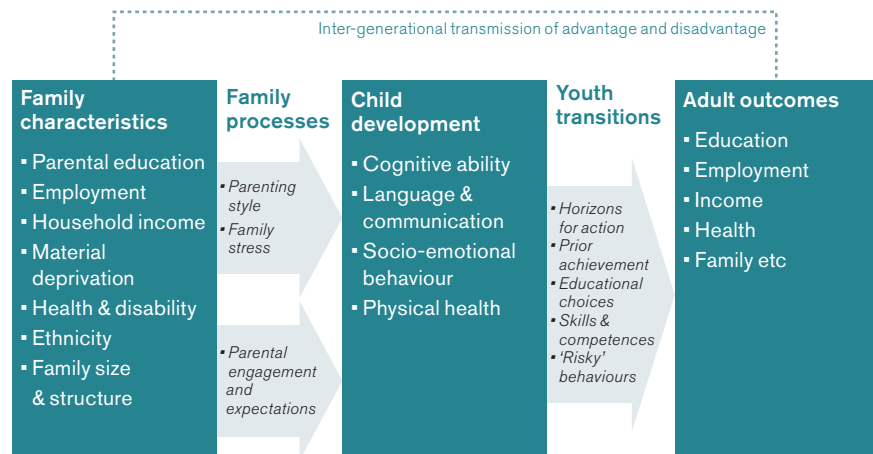 Inter-generational transmission of advantage and disadvantage
Family
characteristics
▪ Parental education
▪ Employment
▪ Household income
▪ Material
deprivation
▪ Health & disability
▪ Ethnicity
▪ Family size
& structure
Family
processes
▪ Parenting
style
▪ Family
stress
▪ Parental
engagement
and
expectations
Child
development
▪ Cognitive ability
▪ Language &
communication
▪ Socio-emotional
behaviour
▪ Physical health
Youth
transitions
▪ Horizons
for action
▪ Prior
achievement
▪ Educational
choices
▪ Skills &
competences
▪ ‘Risky’
behaviours
Adult outcomes
▪ Education
▪ Employment
▪ Income
▪ Health
▪ Family etc